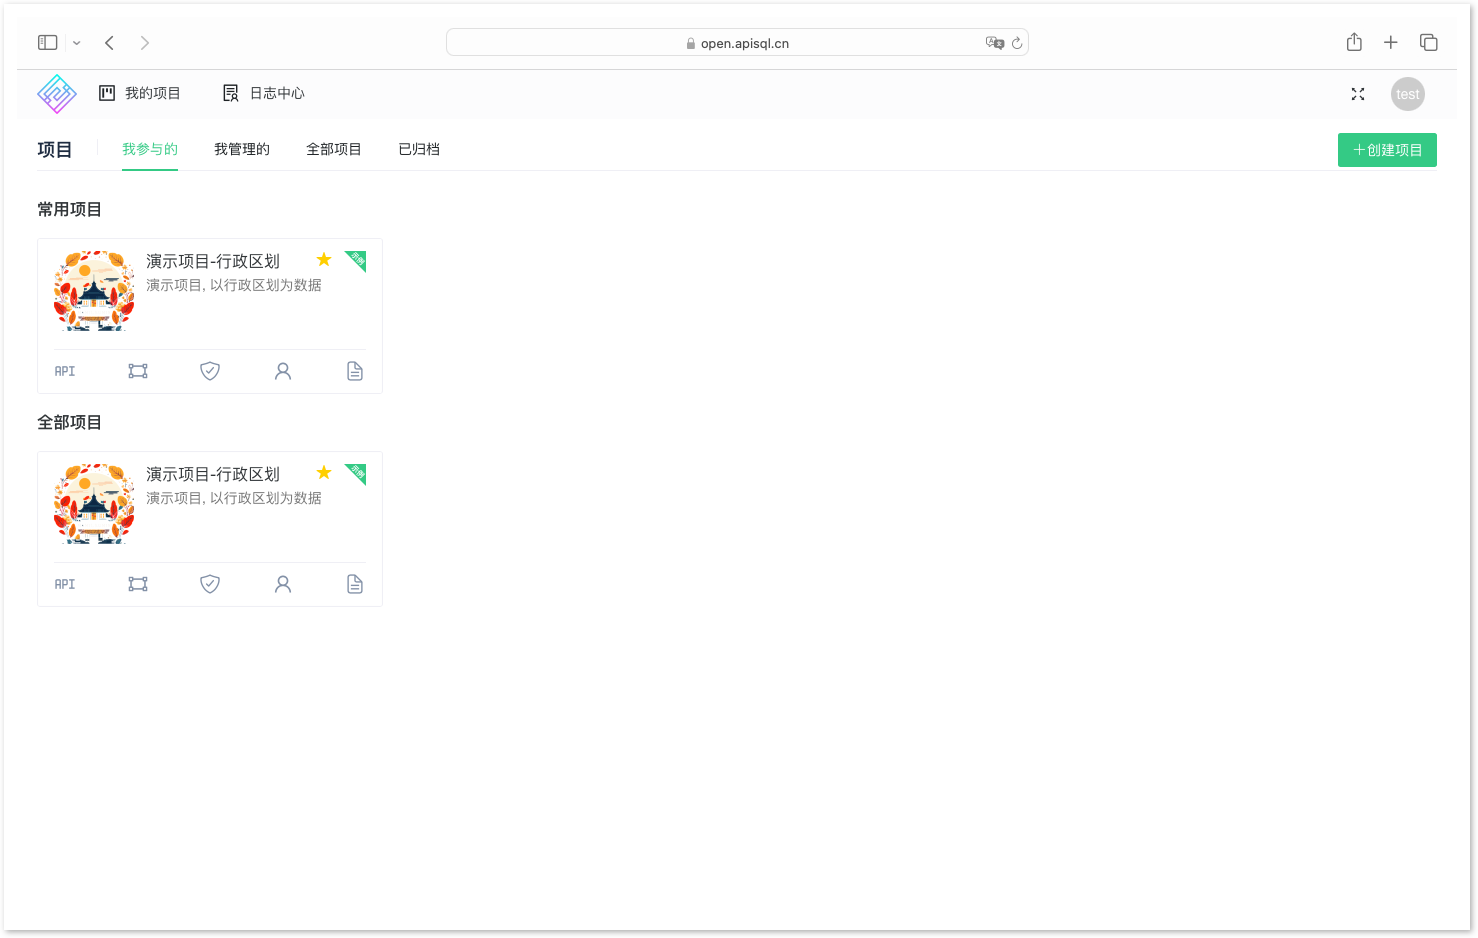 open.apisql.cn
我的项目
日志中心
test
项目
我参与的
我管理的
全部项目
已归档
+创建项目
常用项目
演示项目-行政区划
示例
演示项目, 以行政区划为数据
API
全部项目
演示项目-行政区划
示例
演示项目, 以行政区划为数据
API